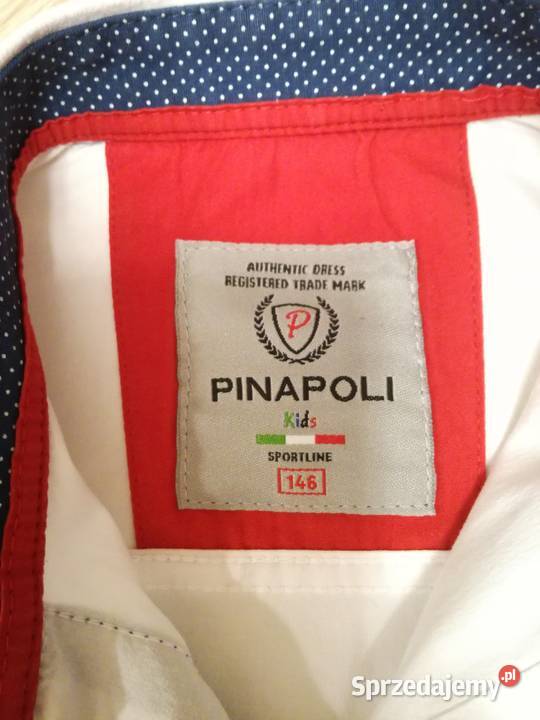 AUTHENTIC DRESS
REGISTERED TRADE MARK
P
PINAPOLI
Kids
SPORTLINE
146
Sprzedajemy.pl